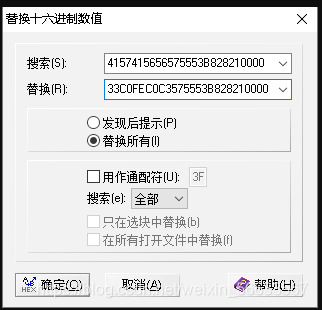 替换十六进制数值
搜索(S): 4157415656575553B828210000
替换(R): 33C0FEC0C3575553B828210000
发现后提示(P)
替换所有(I)
用作通配符(U): 3F
搜索(e): 全部
只在选块中替换(b)
在所有打开文件中替换(f)
HEX 确定(C) 取消(A) 帮助(H)